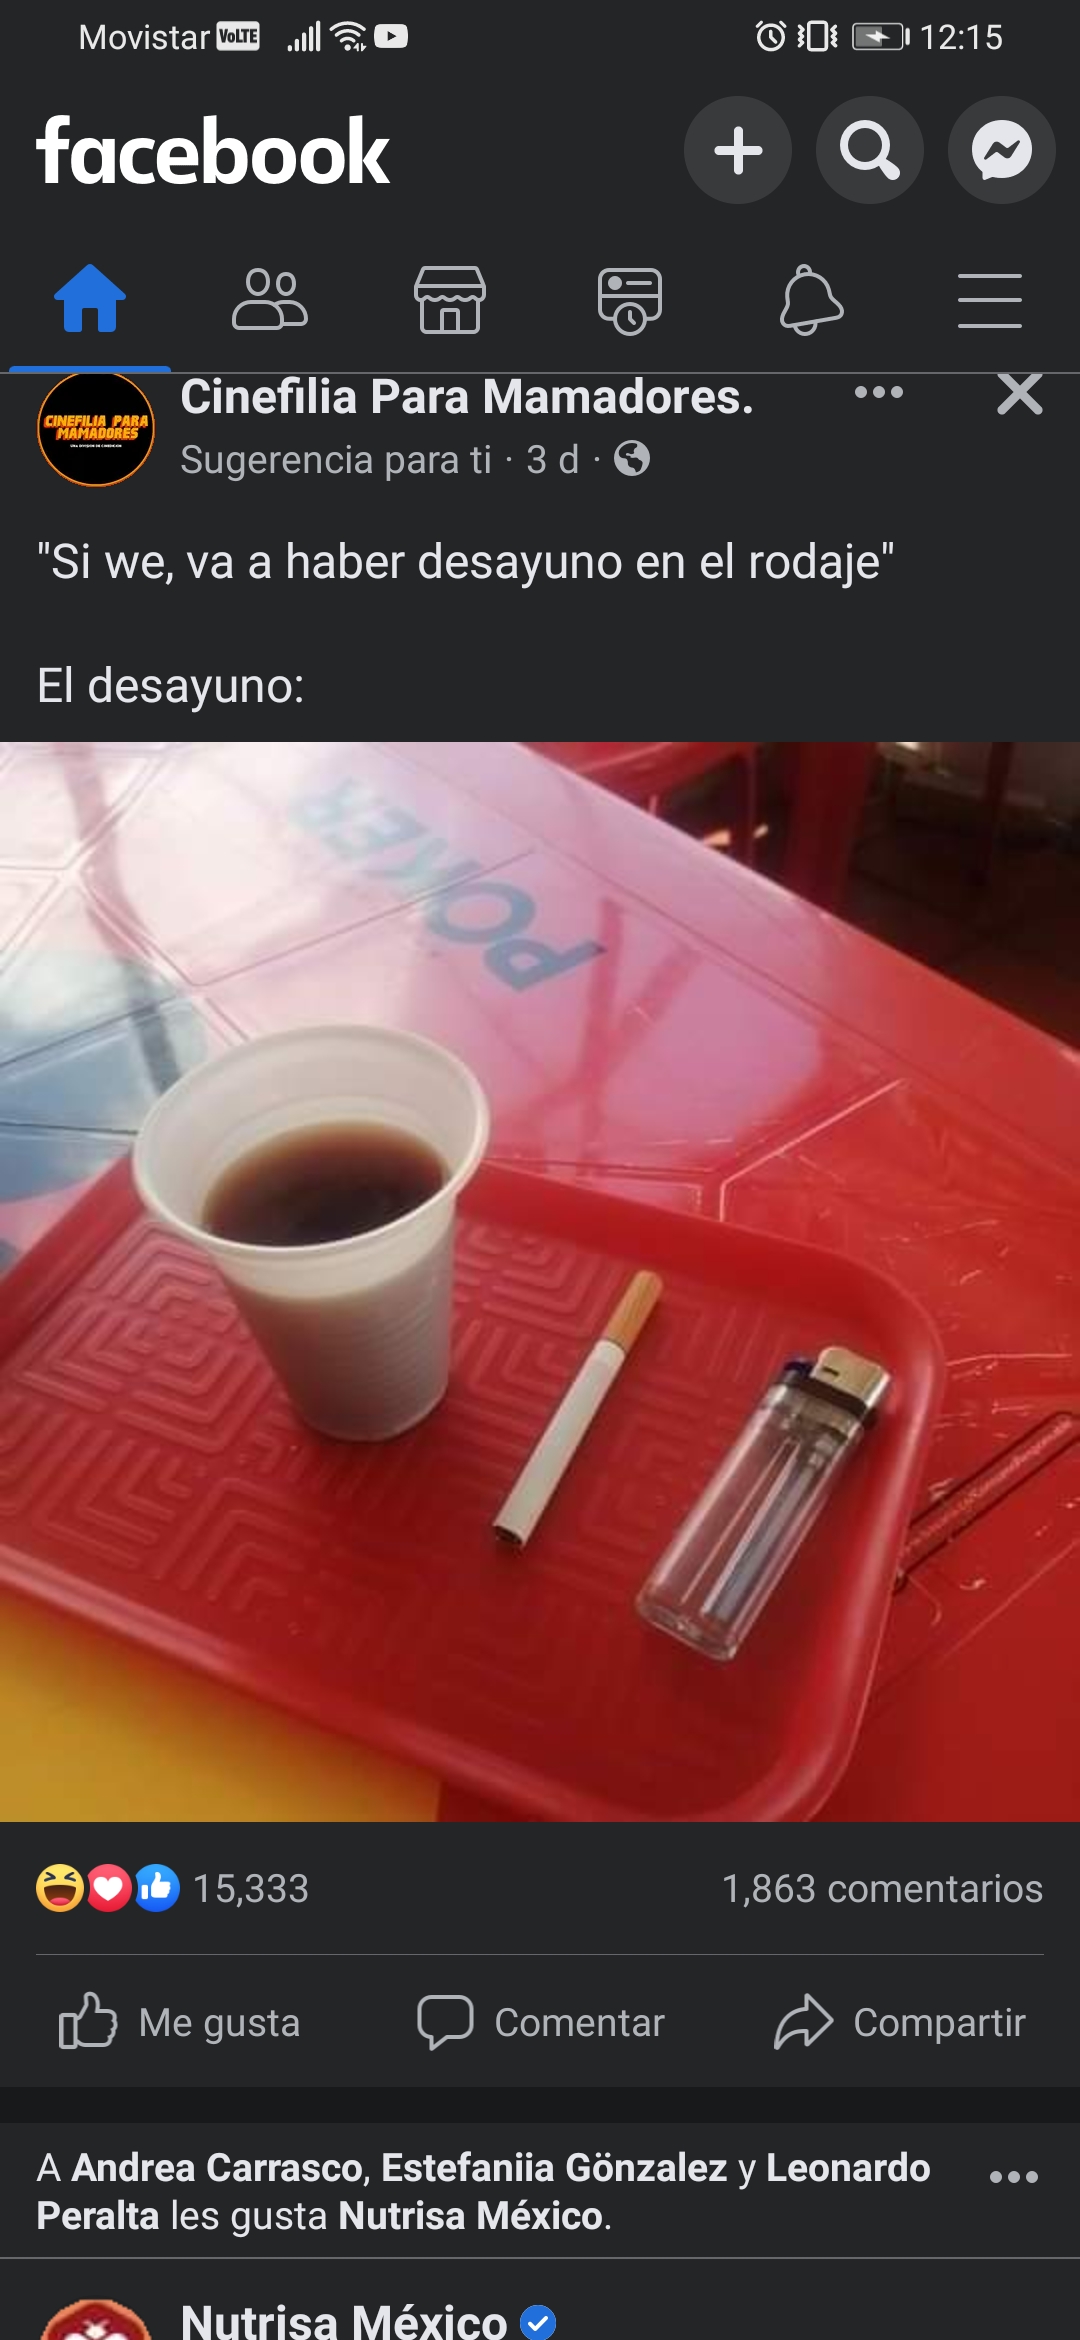 Movistar VoLTE 12:15
facebook
Cinefilia Para Mamadores.
CINEFILIA PARA
MAMADORES
Sugerencia para ti · 3 d ·
"Si we, va a haber desayuno en el rodaje"
El desayuno:
POKER
15,333 1,863 comentarios
Me gusta Comentar Compartir
A Andrea Carrasco, Estefaniia Gönzalez y Leonardo
Peralta les gusta Nutrisa México.
Nutrisa México